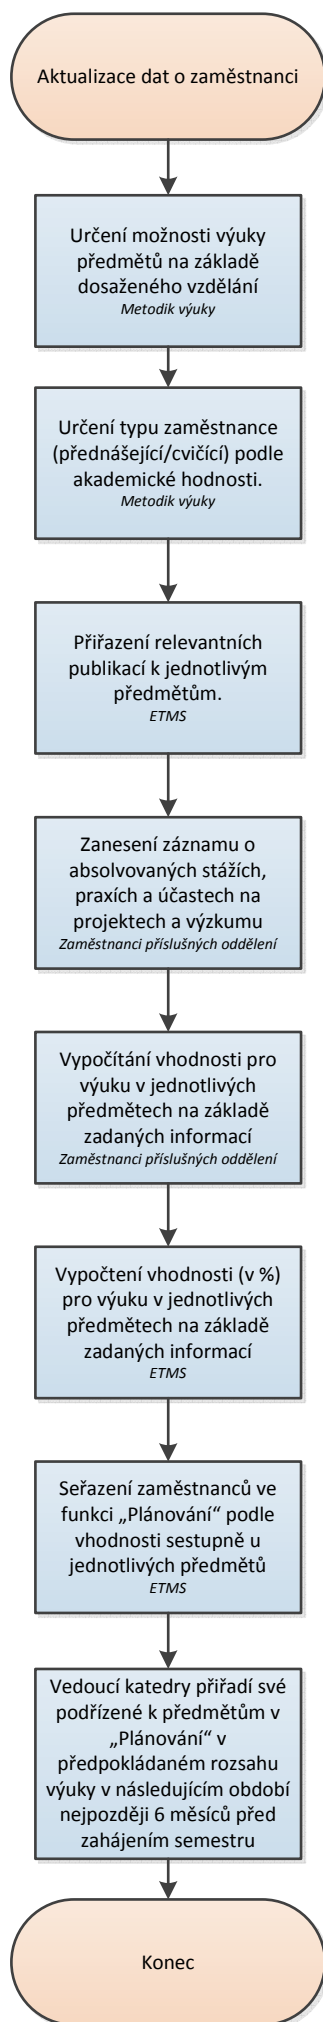 Aktualizace dat o zaměstnanci
Určení možnosti výuky
předmětů na základě
dosaženého vzdělání
Metodik výuky
Určení typu zaměstnance
(přednášející/cvičící) podle
akademické hodnosti.
Metodik výuky
Přiřazení relevantních
publikací k jednotlivým
předmětům.
ETMS
Zanesení záznamu o
absolvovaných stážích,
praxích a účastech na
projektech a výzkumu
Zaměstnanci příslušných oddělení
Vypočítání vhodnosti pro
výuku v jednotlivých
předmětech na základě
zadaných informací
Zaměstnanci příslušných oddělení
Vypočtení vhodnosti (v %)
pro výuku v jednotlivých
předmětech na základě
zadaných informací
ETMS
Seřazení zaměstnanců ve
funkci „Plánování“ podle
vhodnosti sestupně u
jednotlivých předmětů
ETMS
Vedoucí katedry přiřadí své
podřízené k předmětům v
„Plánování“ v
předpokládaném rozsahu
výuky v následujícím období
nejpozději 6 měsíců před
zahájením semestru
Konec